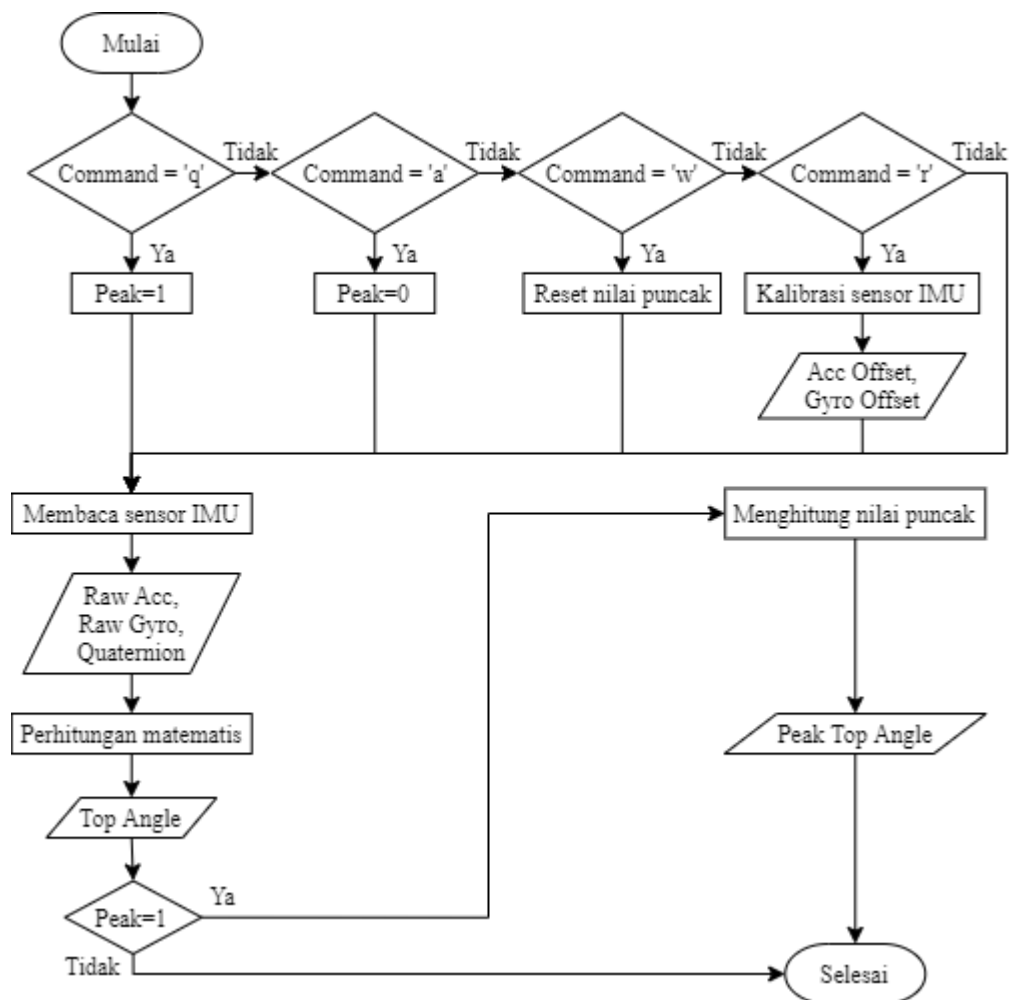 Mulai
Command = 'q'
Tidak
Command = 'a'
Tidak
Command = 'w'
Tidak
Command = 'r'
Tidak
Ya
Ya
Ya
Ya
Peak=1
Peak=0
Reset nilai puncak
Kalibrasi sensor IMU
Acc Offset,
Gyro Offset
Membaca sensor IMU
Menghitung nilai puncak
Raw Acc,
Raw Gyro,
Quaternion
Perhitungan matematis
Peak Top Angle
Top Angle
Peak=1
Ya
Tidak
Selesai